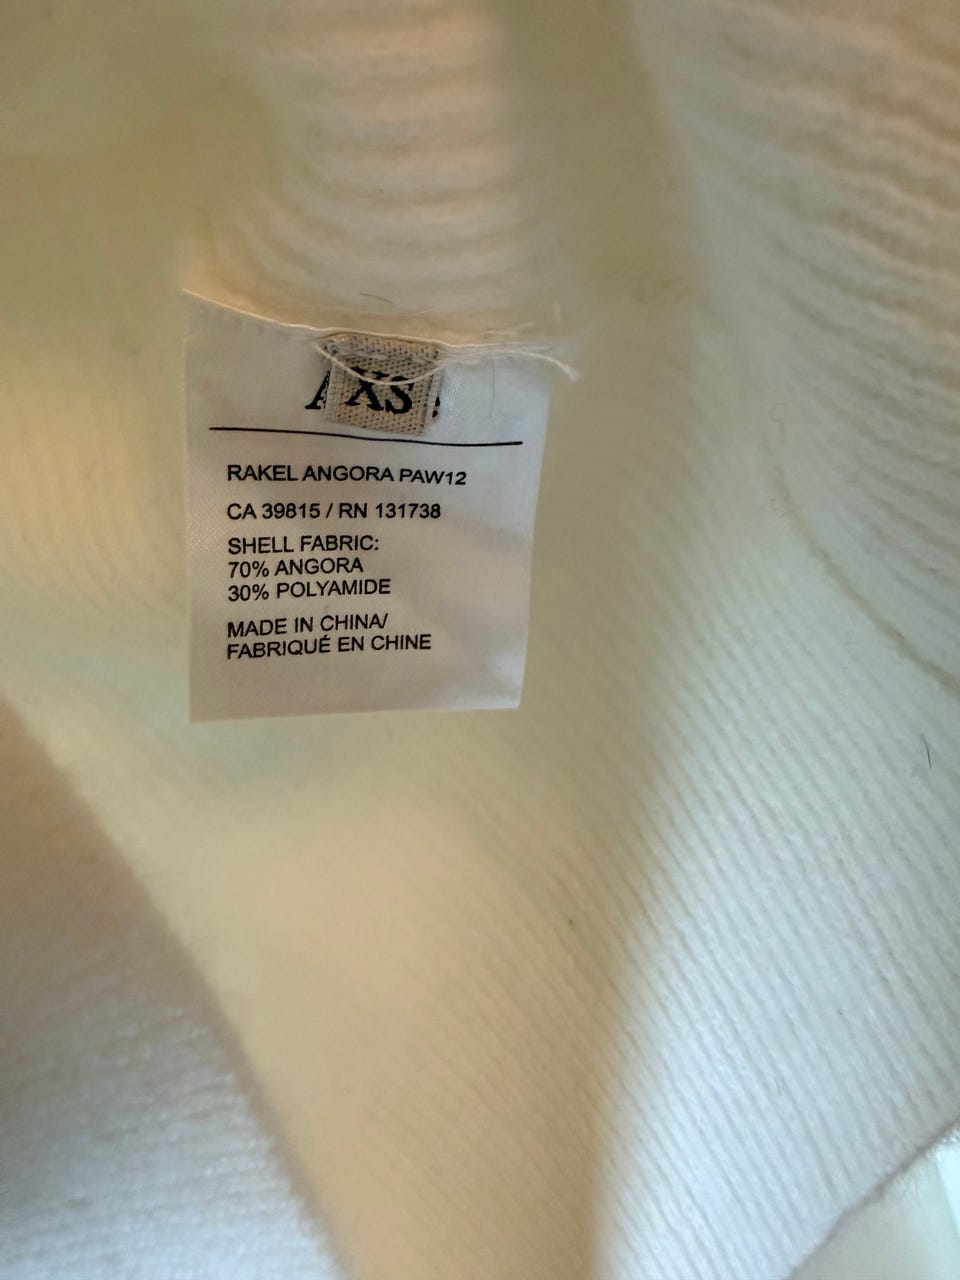 XS
RAKEL ANGORA PAW12
CA 39815 / RN 131738
SHELL FABRIC:
70% ANGORA
30% POLYAMIDE
MADE IN CHINA/
FABRIQUÉ EN CHINE